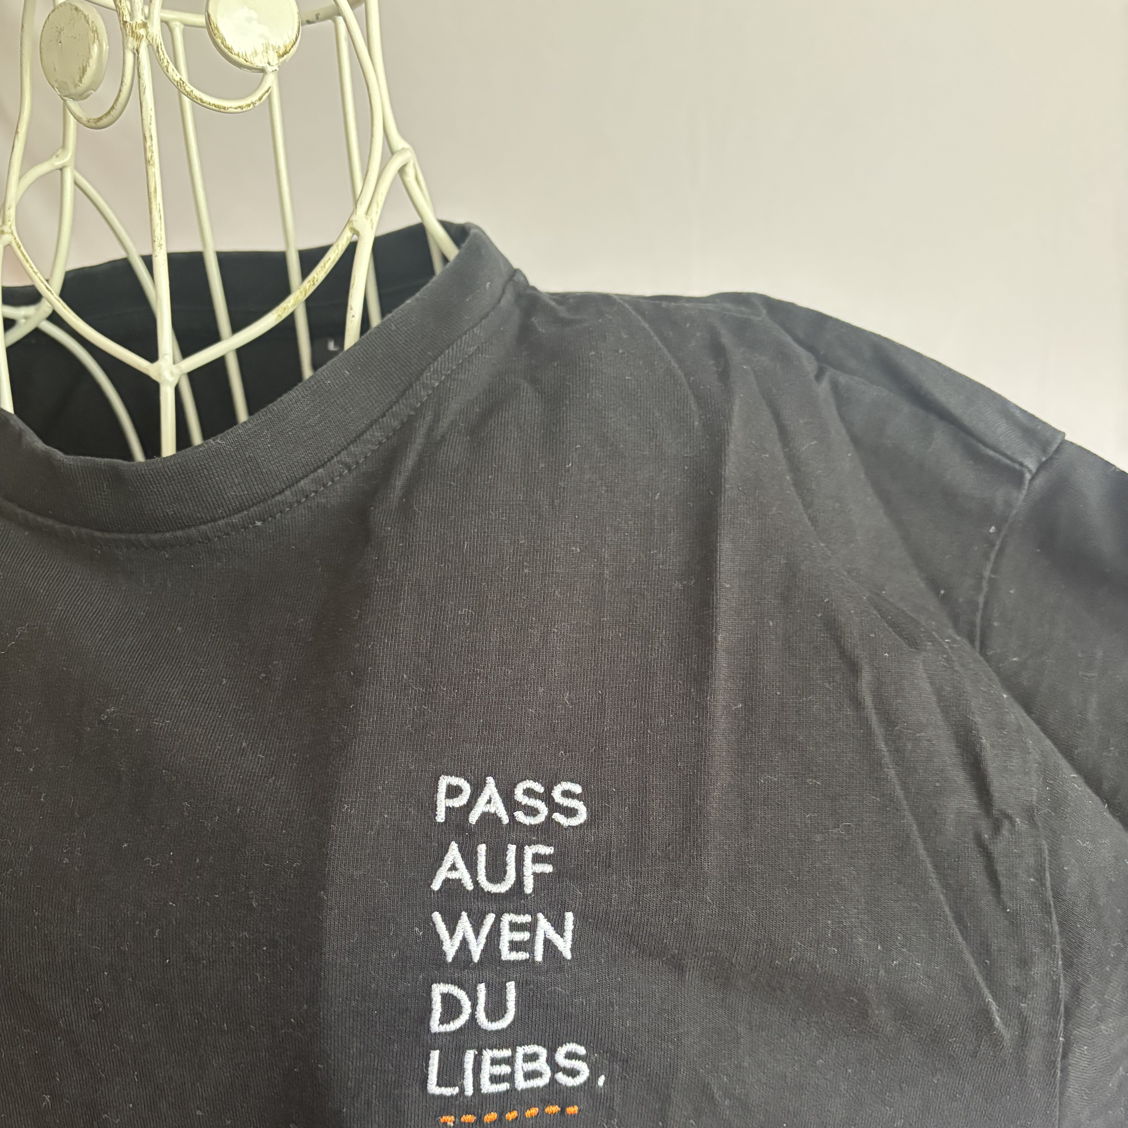 L
PASS
AUF
WEN
DU
LIEBS.